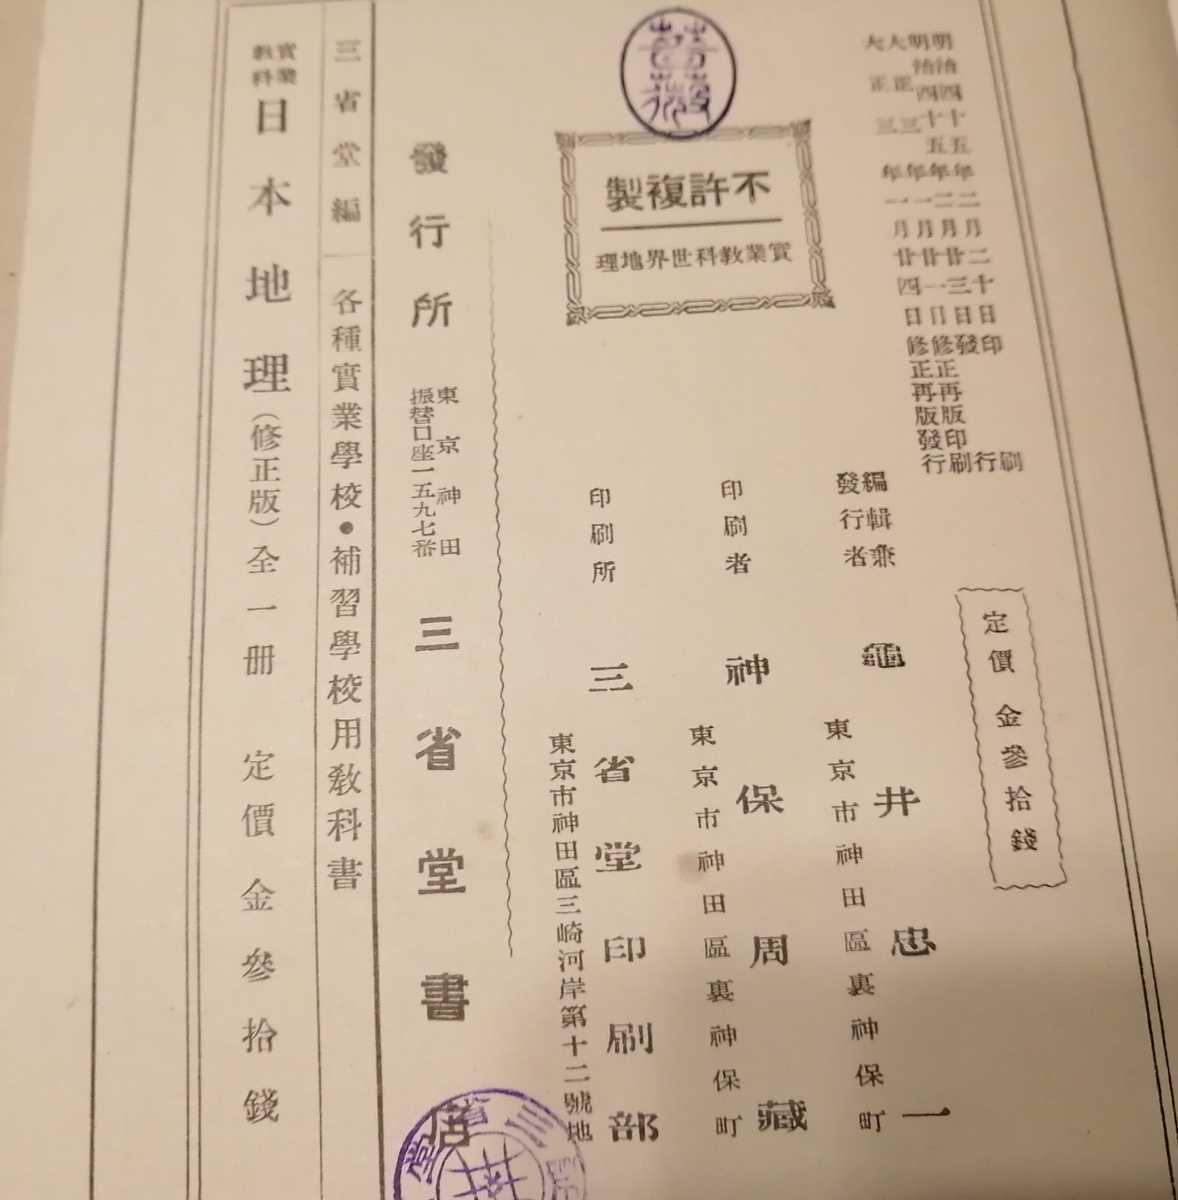 明治四十五年二月二十日印刷
明治四十五年二月廿三日發行
大正三年一月廿一日修正再版印刷
大正三年一月廿四日修正再版發行
不許複製
實業教科世界地理
定價金參拾錢
編輯兼
發行者
龜井忠一
東京市神田區裏神保町
印刷者
神保周藏
東京市神田區裏神保町
印刷所
三省堂印刷部
東京市神田區三崎河岸第十二號地
發行所
東京神田
振替口座一五九七番
三省堂書店
三省堂編
各種實業學校・補習學校用教科書
實業
教科
日本地理(修正版)全一册 定價金參拾錢